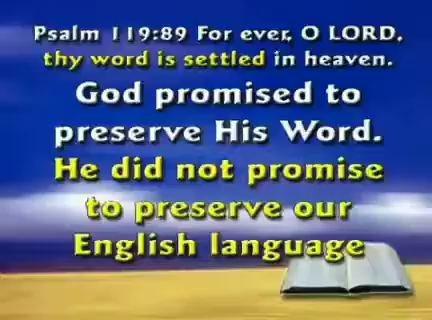 Psalm 119:89 For ever, O LORD,
thy word is settled in heaven.
God promised to
preserve His Word.
He did not promise
to preserve our
English language